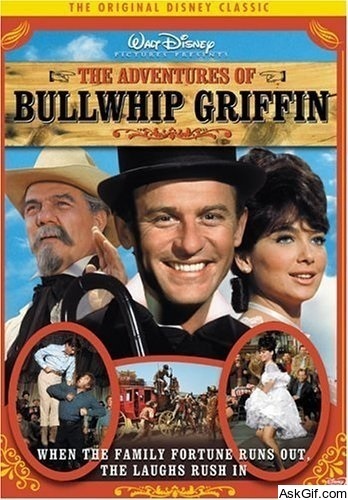 THE ORIGINAL DISNEY CLASSIC
WALT DISNEY
PICTURES PRESENTS
THE ADVENTURES OF
BULLWHIP GRIFFIN
WHEN THE FAMILY FORTUNE RUNS OUT,
THE LAUGHS RUSH IN
AskGif.com